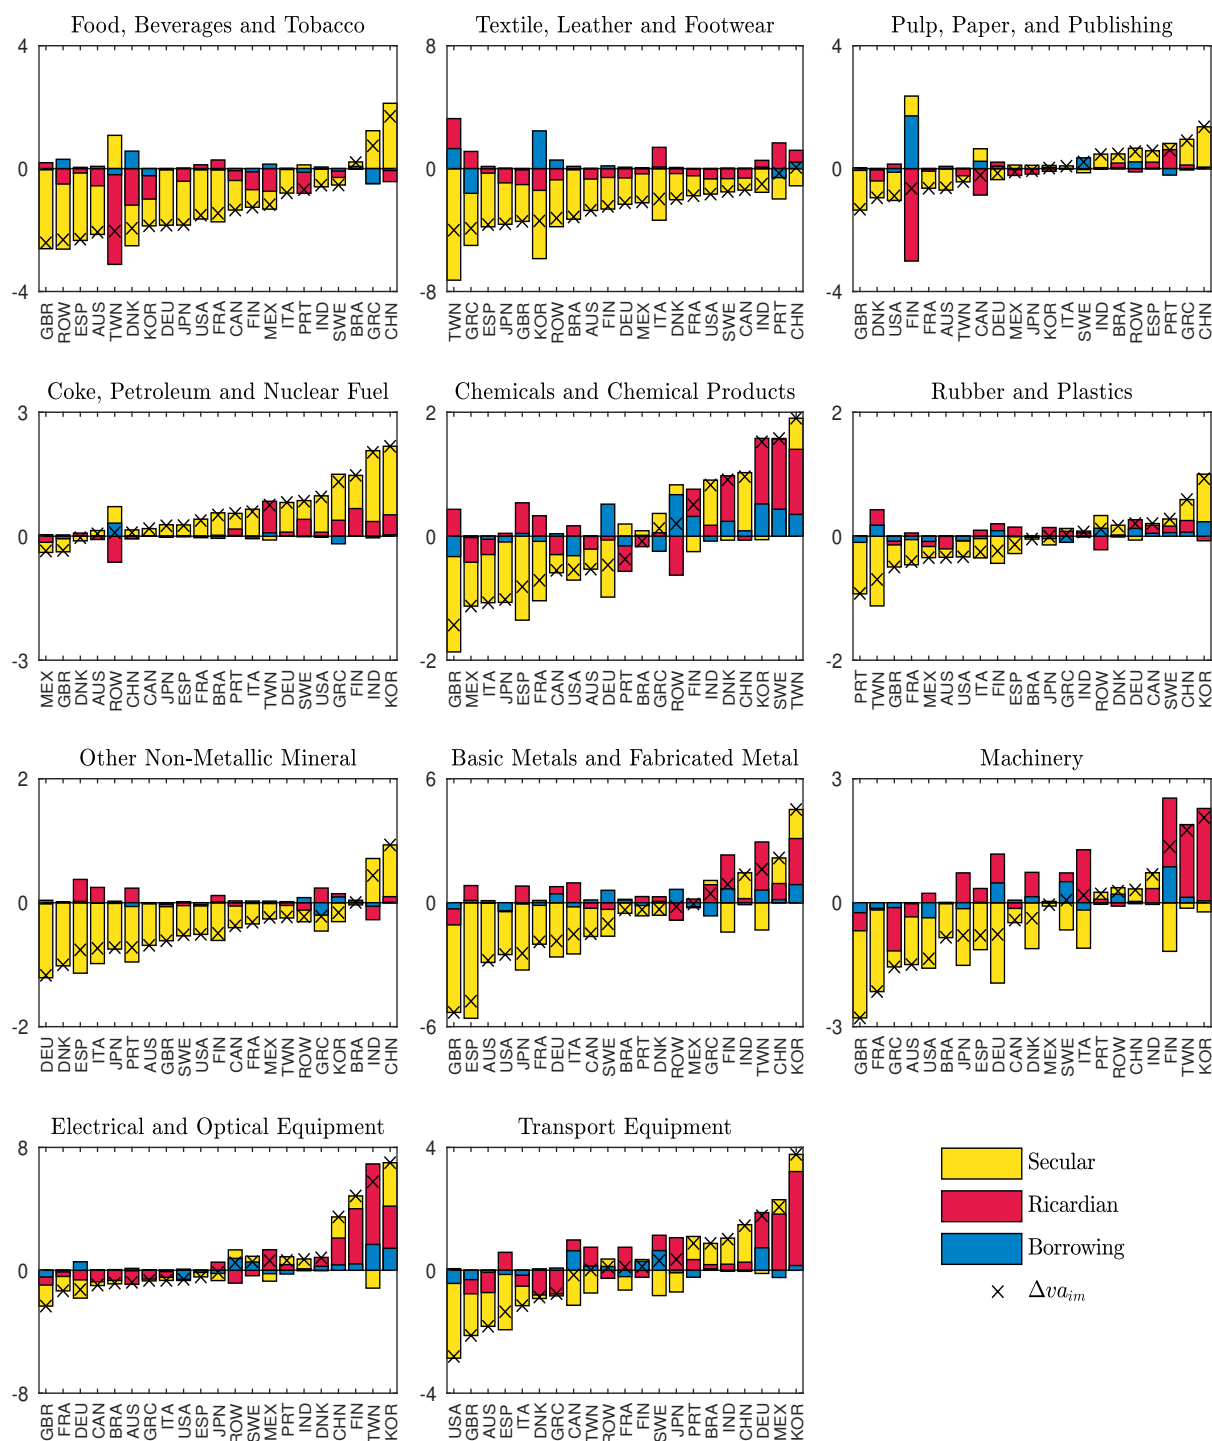 Food, Beverages and Tobacco
4
0
-4
GBR ROW ESP AUS TWN DNK KOR DEU JPN USA FRA CAN FIN MEX ITA PRT IND SWE BRA GRC CHN
Textile, Leather and Footwear
8
0
-8
TWN GRC ESP JPN GBR KOR ROW BRA AUS FIN DEU MEX ITA DNK FRA USA SWE CAN IND PRT CHN
Pulp, Paper, and Publishing
4
0
-4
GBR DNK USA FIN FRA AUS TWN CAN DEU MEX JPN KOR ITA SWE IND BRA ROW ESP PRT GRC CHN
Coke, Petroleum and Nuclear Fuel
3
0
-3
MEX GBR DNK AUS ROW CHN CAN JPN ESP FRA BRA PRT ITA TWN DEU SWE USA GRC FIN IND KOR
Chemicals and Chemical Products
2
0
-2
GBR MEX ITA JPN ESP FRA CAN USA AUS DEU PRT BRA GRC ROW FIN IND DNK CHN KOR SWE TWN
Rubber and Plastics
2
0
-2
PRT TWN GBR FRA MEX AUS USA ITA FIN ESP BRA JPN GRC IND ROW DNK DEU CAN SWE CHN KOR
Other Non-Metallic Mineral
2
0
-2
DEU DNK ESP ITA JPN PRT AUS GBR SWE USA FIN CAN FRA MEX TWN ROW GRC KOR BRA IND CHN
Basic Metals and Fabricated Metal
6
0
-6
GBR ESP AUS USA JPN FRA DEU ITA CAN SWE BRA PRT DNK ROW MEX GRC FIN IND TWN CHN KOR
Machinery
3
0
-3
GBR FRA GRC AUS USA BRA JPN ESP DEU CAN DNK MEX SWE ITA PRT ROW CHN IND FIN TWN KOR
Electrical and Optical Equipment
8
0
-8
GBR FRA DEU CAN BRA AUS GRC ITA USA ESP JPN ROW SWE MEX PRT IND DNK CHN FIN TWN KOR
Transport Equipment
4
0
-4
USA GBR AUS ESP ITA DNK GRC CAN TWN ROW FRA FIN SWE JPN PRT BRA IND CHN DEU MEX KOR
Secular
Ricardian
Borrowing
× Δva_{im}